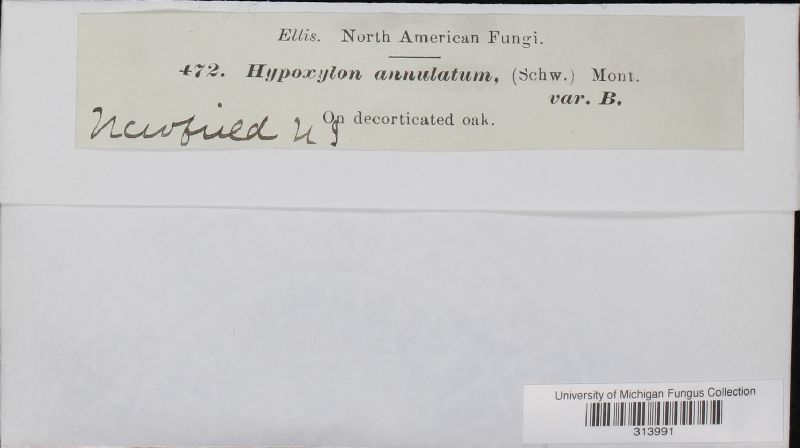 Ellis. North American Fungi.
472. Hypoxylon annulatum, (Schw.) Mont.
var. B.
On decorticated oak.
Newfield N J
University of Michigan Fungus Collection
313991